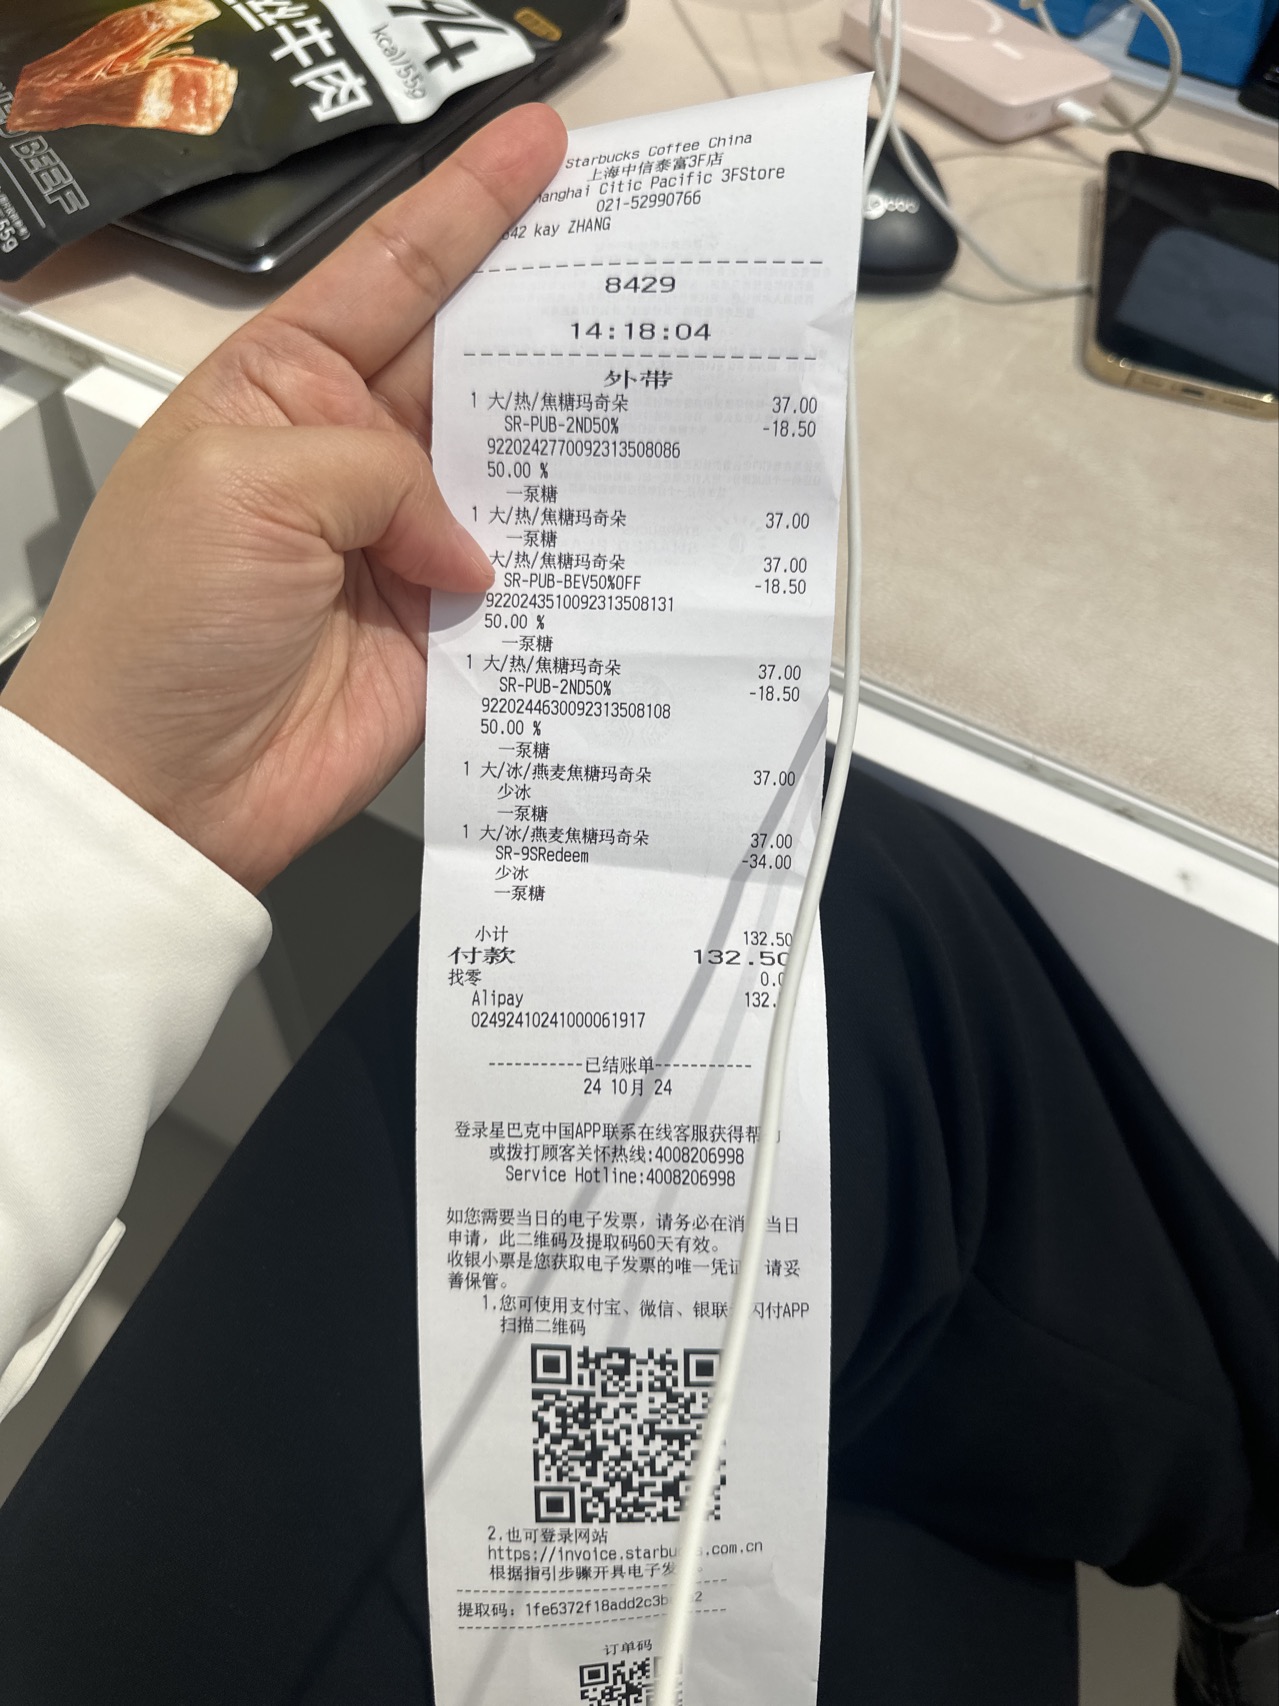 74
kcal/55g
丝牛肉
BEEF
Starbucks Coffee China
上海中信泰富3F店
Citic Pacific 3FStore
021-52990766
kay ZHANG
8429
14:18:04
外带
1 大/热/焦糖玛奇朵 37.00
SR-PUB-2ND50% -18.50
9220242770092313508086
50.00 %
一泵糖
1 大/热/焦糖玛奇朵 37.00
一泵糖
大/热/焦糖玛奇朵 37.00
SR-PUB-BEV50%OFF -18.50
9220243510092313508131
50.00 %
一泵糖
1 大/热/焦糖玛奇朵 37.00
SR-PUB-2ND50% -18.50
9220244630092313508108
50.00 %
一泵糖
1 大/冰/燕麦焦糖玛奇朵 37.00
少冰
一泵糖
1 大/冰/燕麦焦糖玛奇朵 37.00
SR-9SRedeem -34.00
少冰
一泵糖
小计 132.50
付款 132.50
找零 0.0
Alipay 132.
02492410241000061917
-----------已结账单-----------
24 10月 24
登录星巴克中国APP联系在线客服获得帮
或拨打顾客关怀热线:4008206998
Service Hotline:4008206998
如您需要当日的电子发票，请务必在消 当日
申请，此二维码及提取码60天有效。
收银小票是您获取电子发票的唯一凭证 请妥
善保管。
1.您可使用支付宝、微信、银联 闪付APP
扫描二维码
2.也可登录网站
https://invoice.starbu .com.cn
根据指引步骤开具电子发 。
提取码：1fe6372f18add2c3b 2
订单码